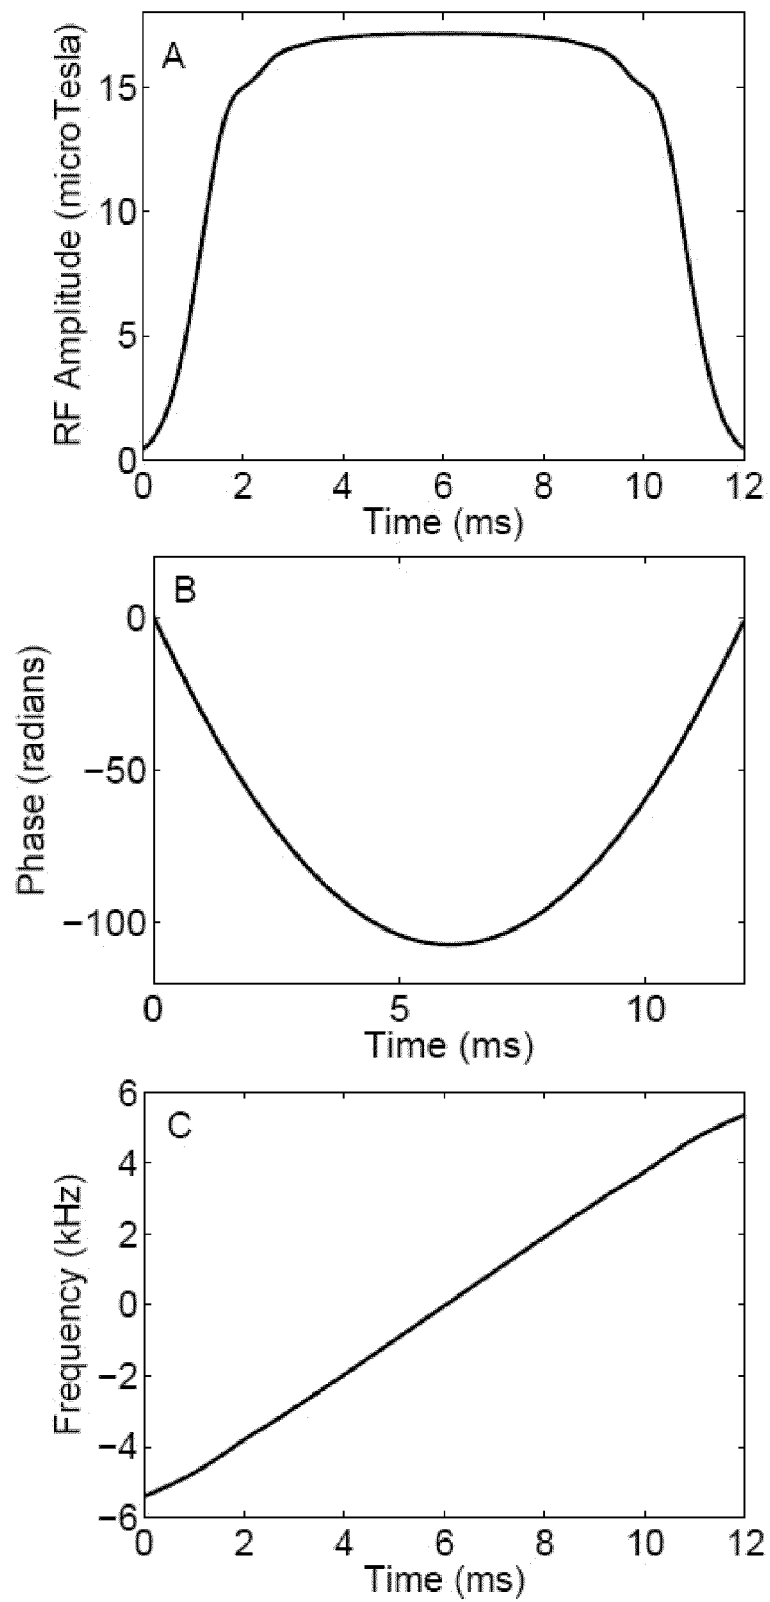 A
RF Amplitude (microTesla)
15
10
5
0
0 2 4 6 8 10 12
Time (ms)
B
Phase (radians)
0
−50
−100
0 5 10
Time (ms)
C
Frequency (kHz)
6
4
2
0
−2
−4
−6
0 2 4 6 8 10 12
Time (ms)